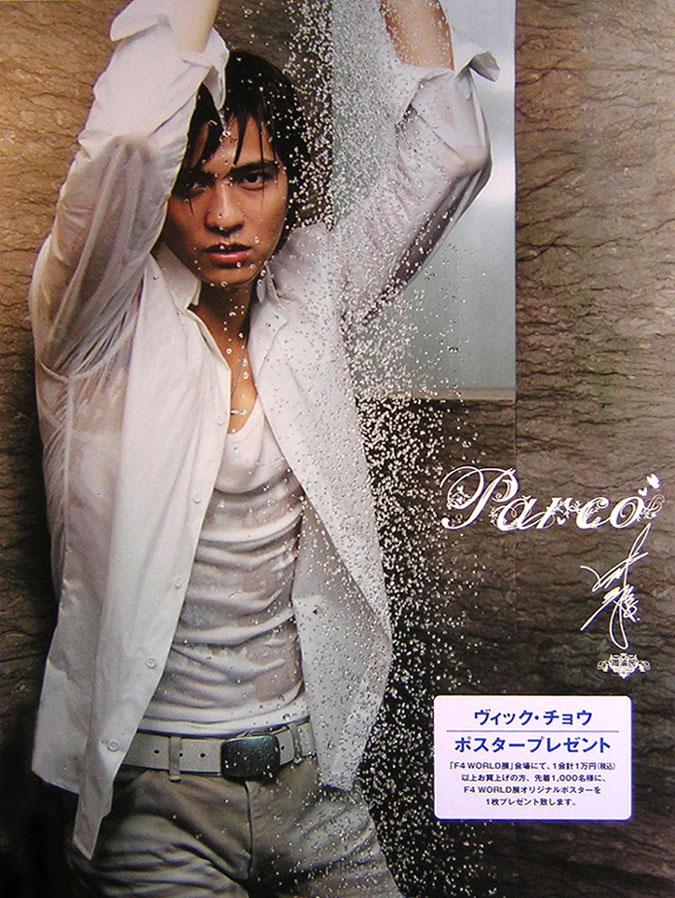 Parco
ヴィック・チョウ
ポスタープレゼント
「F4 WORLD展」会場にて、1会計1万円(税込)
以上お買上げの方、先着1,000名様に、
F4 WORLD展オリジナルポスターを
1枚プレゼント致します。